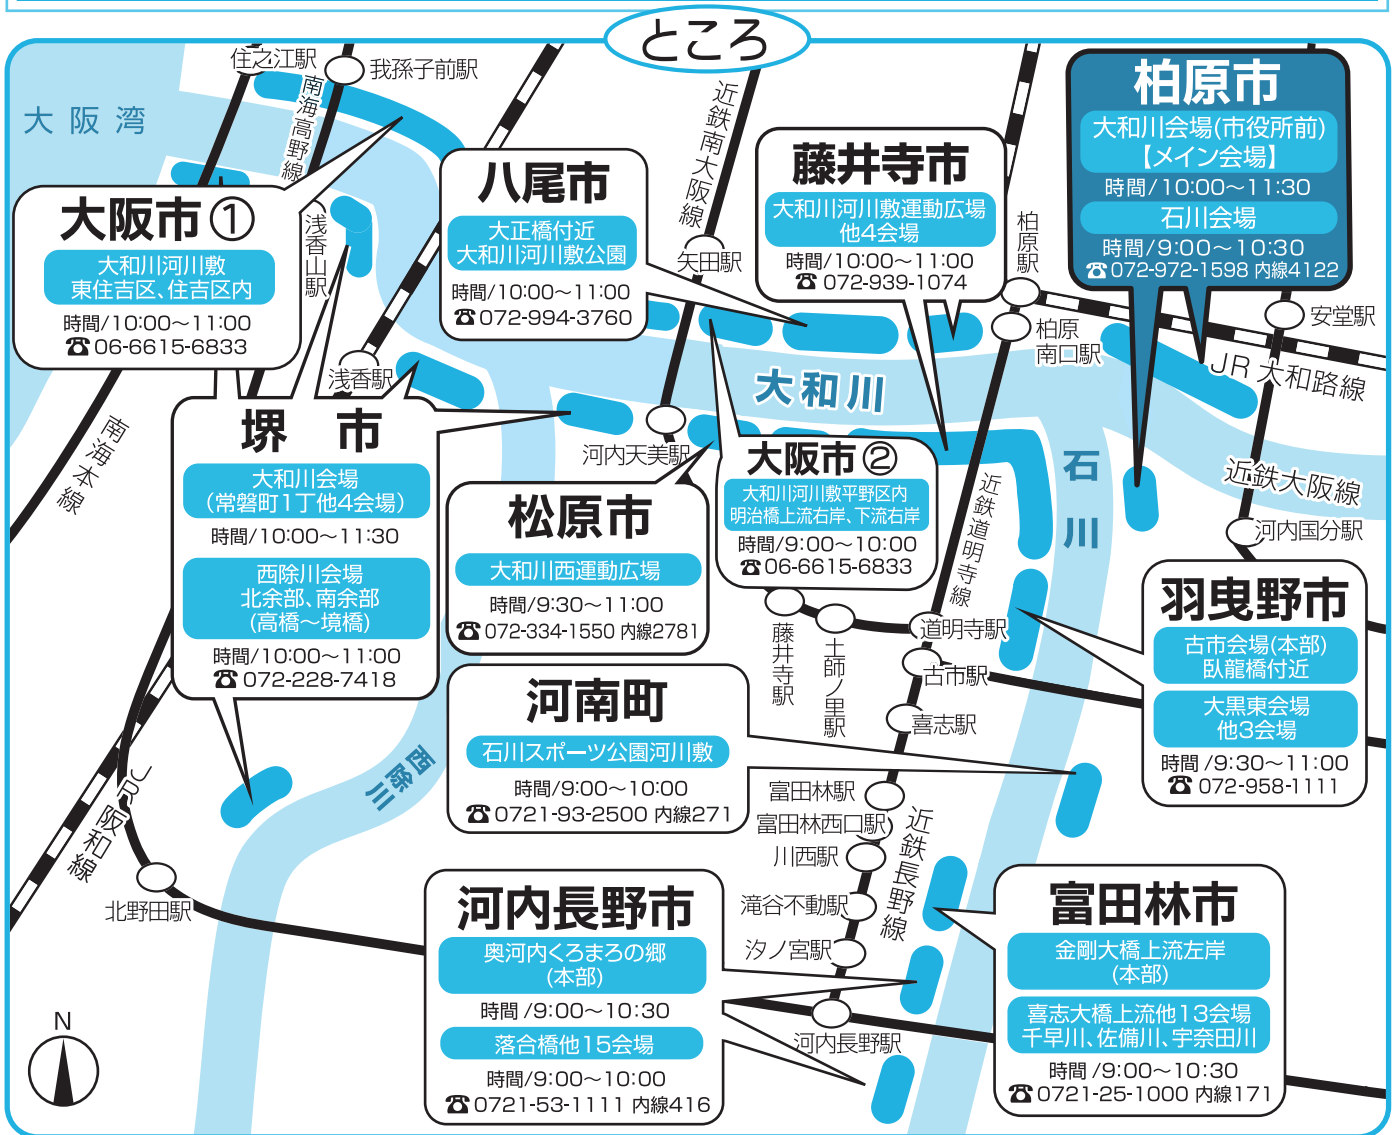 ところ
住之江駅
我孫子前駅
南海高野線
大阪湾
近鉄南大阪線
柏原市
大和川会場(市役所前)
【メイン会場】
時間/10:00〜11:30
石川会場
時間/9:00〜10:30
☎072-972-1598 内線4122
八尾市
大正橋付近
大和川河川敷公園
時間/10:00〜11:00
☎072-994-3760
藤井寺市
大和川河川敷運動広場
他4会場
時間/10:00〜11:00
☎072-939-1074
大阪市①
大和川河川敷
東住吉区、住吉区内
時間/10:00〜11:00
☎06-6615-6833
浅香山駅
矢田駅
柏原駅
柏原
南口駅
安堂駅
JR大和路線
浅香駅
大和川
南海本線
堺 市
大和川会場
(常磐町1丁他4会場)
時間/10:00〜11:30
西除川会場
北余部、南余部
(高橋〜境橋)
時間/10:00〜11:00
☎072-228-7418
河内天美駅
大阪市②
大和川河川敷平野区内
明治橋上流右岸、下流右岸
時間/9:00〜10:00
☎06-6615-6833
石川
近鉄大阪線
河内国分駅
近鉄道明寺線
松原市
大和川西運動広場
時間/9:30〜11:00
☎072-334-1550 内線2781
羽曳野市
古市会場(本部)
臥龍橋付近
大黒東会場
他3会場
時間/9:30〜11:00
☎072-958-1111
藤井寺駅
土師ノ里駅
道明寺駅
古市駅
喜志駅
河南町
石川スポーツ公園河川敷
時間/9:00〜10:00
☎0721-93-2500 内線271
西除川
JR阪和線
北野田駅
富田林駅
富田林西口駅
川西駅
滝谷不動駅
汐ノ宮駅
近鉄長野線
河内長野駅
河内長野市
奥河内くろまろの郷
(本部)
時間/9:00〜10:30
落合橋他15会場
時間/9:00〜10:00
☎0721-53-1111 内線416
富田林市
金剛大橋上流左岸
(本部)
喜志大橋上流他13会場
千早川、佐備川、宇奈田川
時間/9:00〜10:30
☎0721-25-1000 内線171
N